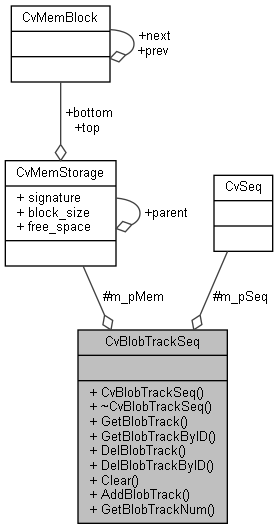 CvMemBlock
+next
+prev
+bottom
+top
CvMemStorage
+ signature
+ block_size
+ free_space
+parent
CvSeq
#m_pMem
#m_pSeq
CvBlobTrackSeq
+ CvBlobTrackSeq()
+ ~CvBlobTrackSeq()
+ GetBlobTrack()
+ GetBlobTrackByID()
+ DelBlobTrack()
+ DelBlobTrackByID()
+ Clear()
+ AddBlobTrack()
+ GetBlobTrackNum()